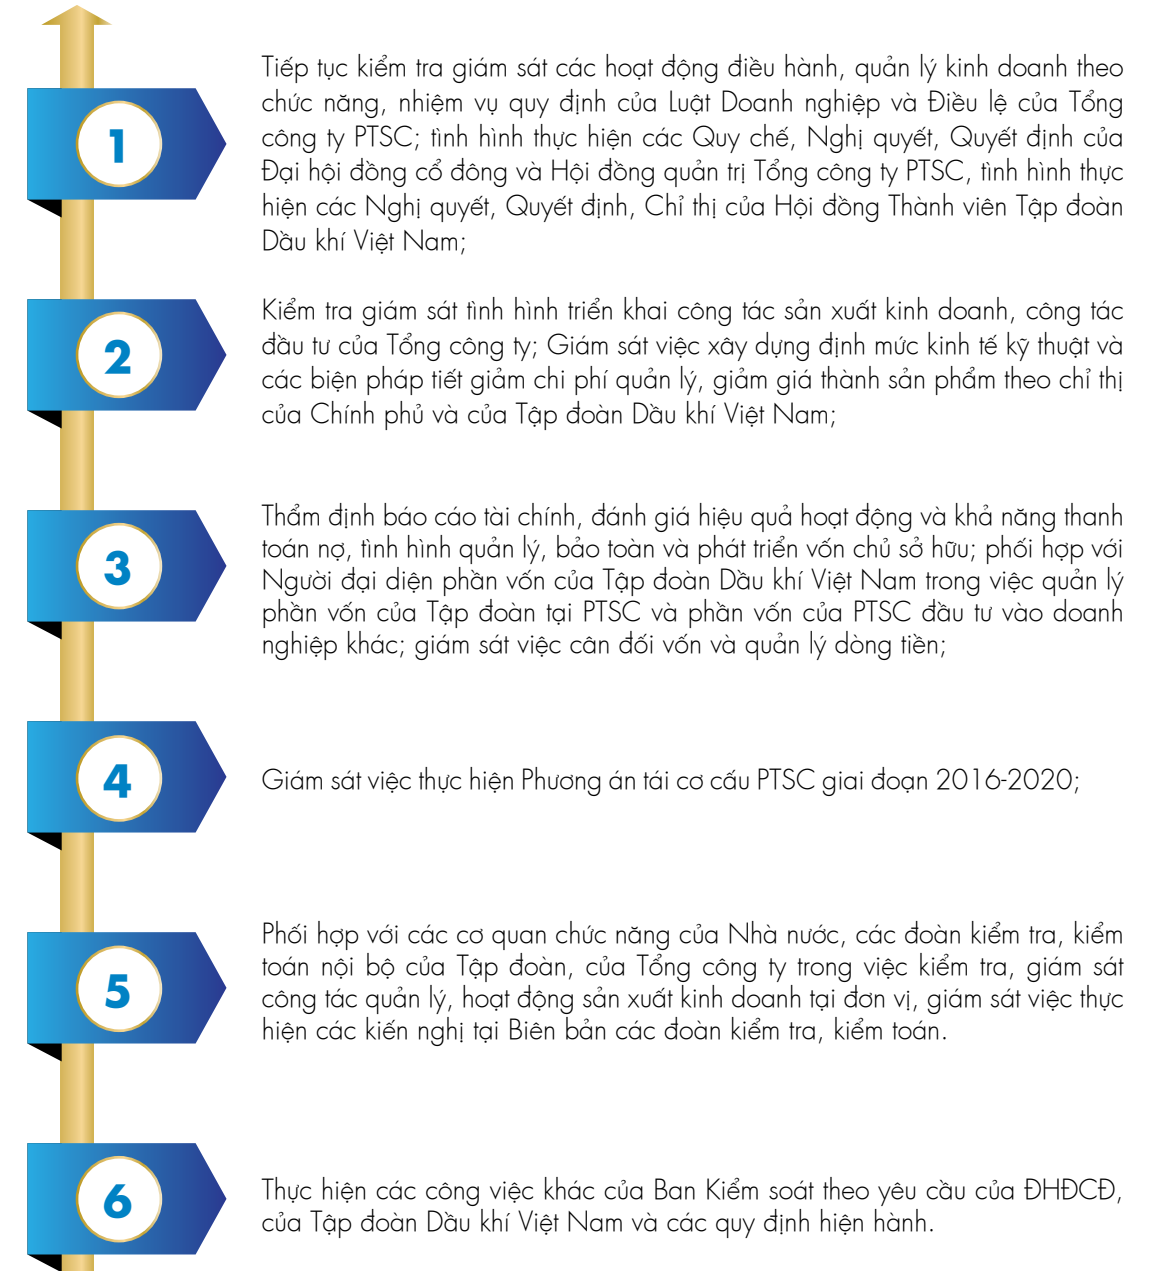 1
Tiếp tục kiểm tra giám sát các hoạt động điều hành, quản lý kinh doanh theo
chức năng, nhiệm vụ quy định của Luật Doanh nghiệp và Điều lệ của Tổng
công ty PTSC; tình hình thực hiện các Quy chế, Nghị quyết, Quyết định của
Đại hội đồng cổ đông và Hội đồng quản trị Tổng công ty PTSC, tình hình thực
hiện các Nghị quyết, Quyết định, Chỉ thị của Hội đồng Thành viên Tập đoàn
Dầu khí Việt Nam;
2
Kiểm tra giám sát tình hình triển khai công tác sản xuất kinh doanh, công tác
đầu tư của Tổng công ty; Giám sát việc xây dựng định mức kinh tế kỹ thuật và
các biện pháp tiết giảm chi phí quản lý, giảm giá thành sản phẩm theo chỉ thị
của Chính phủ và của Tập đoàn Dầu khí Việt Nam;
3
Thẩm định báo cáo tài chính, đánh giá hiệu quả hoạt động và khả năng thanh
toán nợ, tình hình quản lý, bảo toàn và phát triển vốn chủ sở hữu; phối hợp với
Người đại diện phần vốn của Tập đoàn Dầu khí Việt Nam trong việc quản lý
phần vốn của Tập đoàn tại PTSC và phần vốn của PTSC đầu tư vào doanh
nghiệp khác; giám sát việc cân đối vốn và quản lý dòng tiền;
4
Giám sát việc thực hiện Phương án tái cơ cấu PTSC giai đoạn 2016-2020;
5
Phối hợp với các cơ quan chức năng của Nhà nước, các đoàn kiểm tra, kiểm
toán nội bộ của Tập đoàn, của Tổng công ty trong việc kiểm tra, giám sát
công tác quản lý, hoạt động sản xuất kinh doanh tại đơn vị, giám sát việc thực
hiện các kiến nghị tại Biên bản các đoàn kiểm tra, kiểm toán.
6
Thực hiện các công việc khác của Ban Kiểm soát theo yêu cầu của ĐHĐCĐ,
của Tập đoàn Dầu khí Việt Nam và các quy định hiện hành.